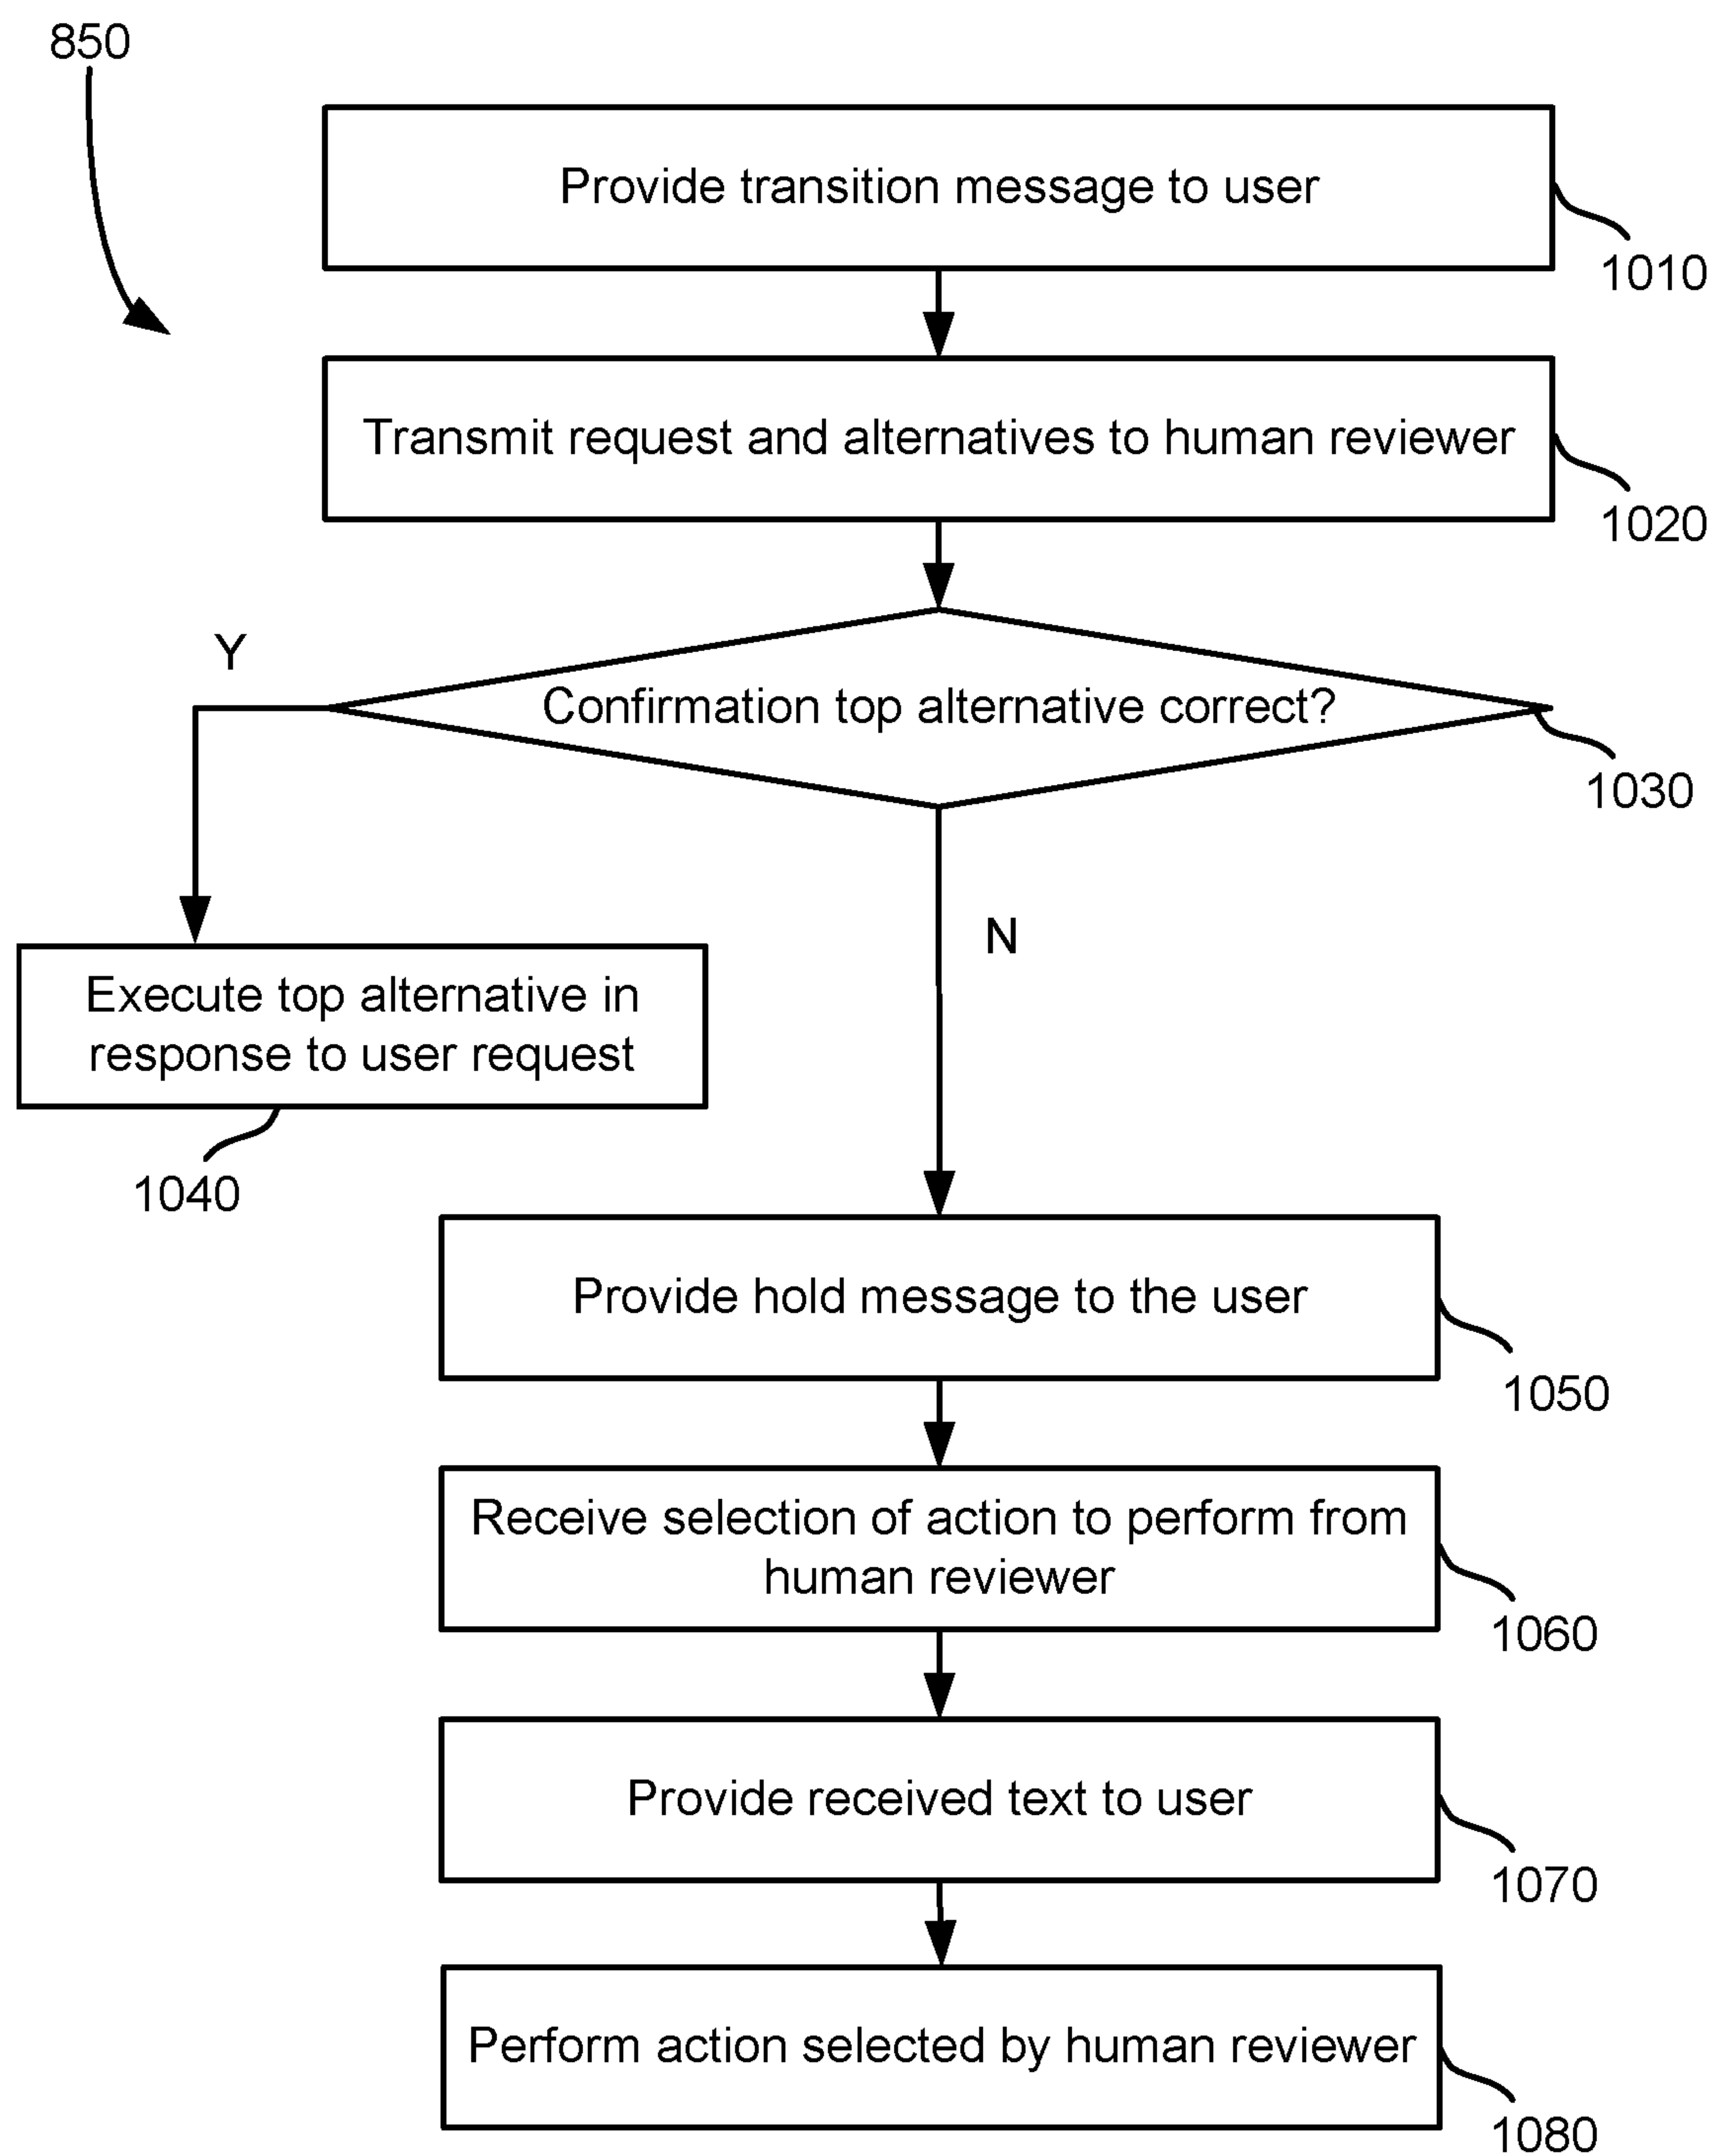 850
Provide transition message to user
1010
Transmit request and alternatives to human reviewer
1020
Y
Confirmation top alternative correct?
1030
N
Execute top alternative in
response to user request
1040
Provide hold message to the user
1050
Receive selection of action to perform from
human reviewer
1060
Provide received text to user
1070
Perform action selected by human reviewer
1080